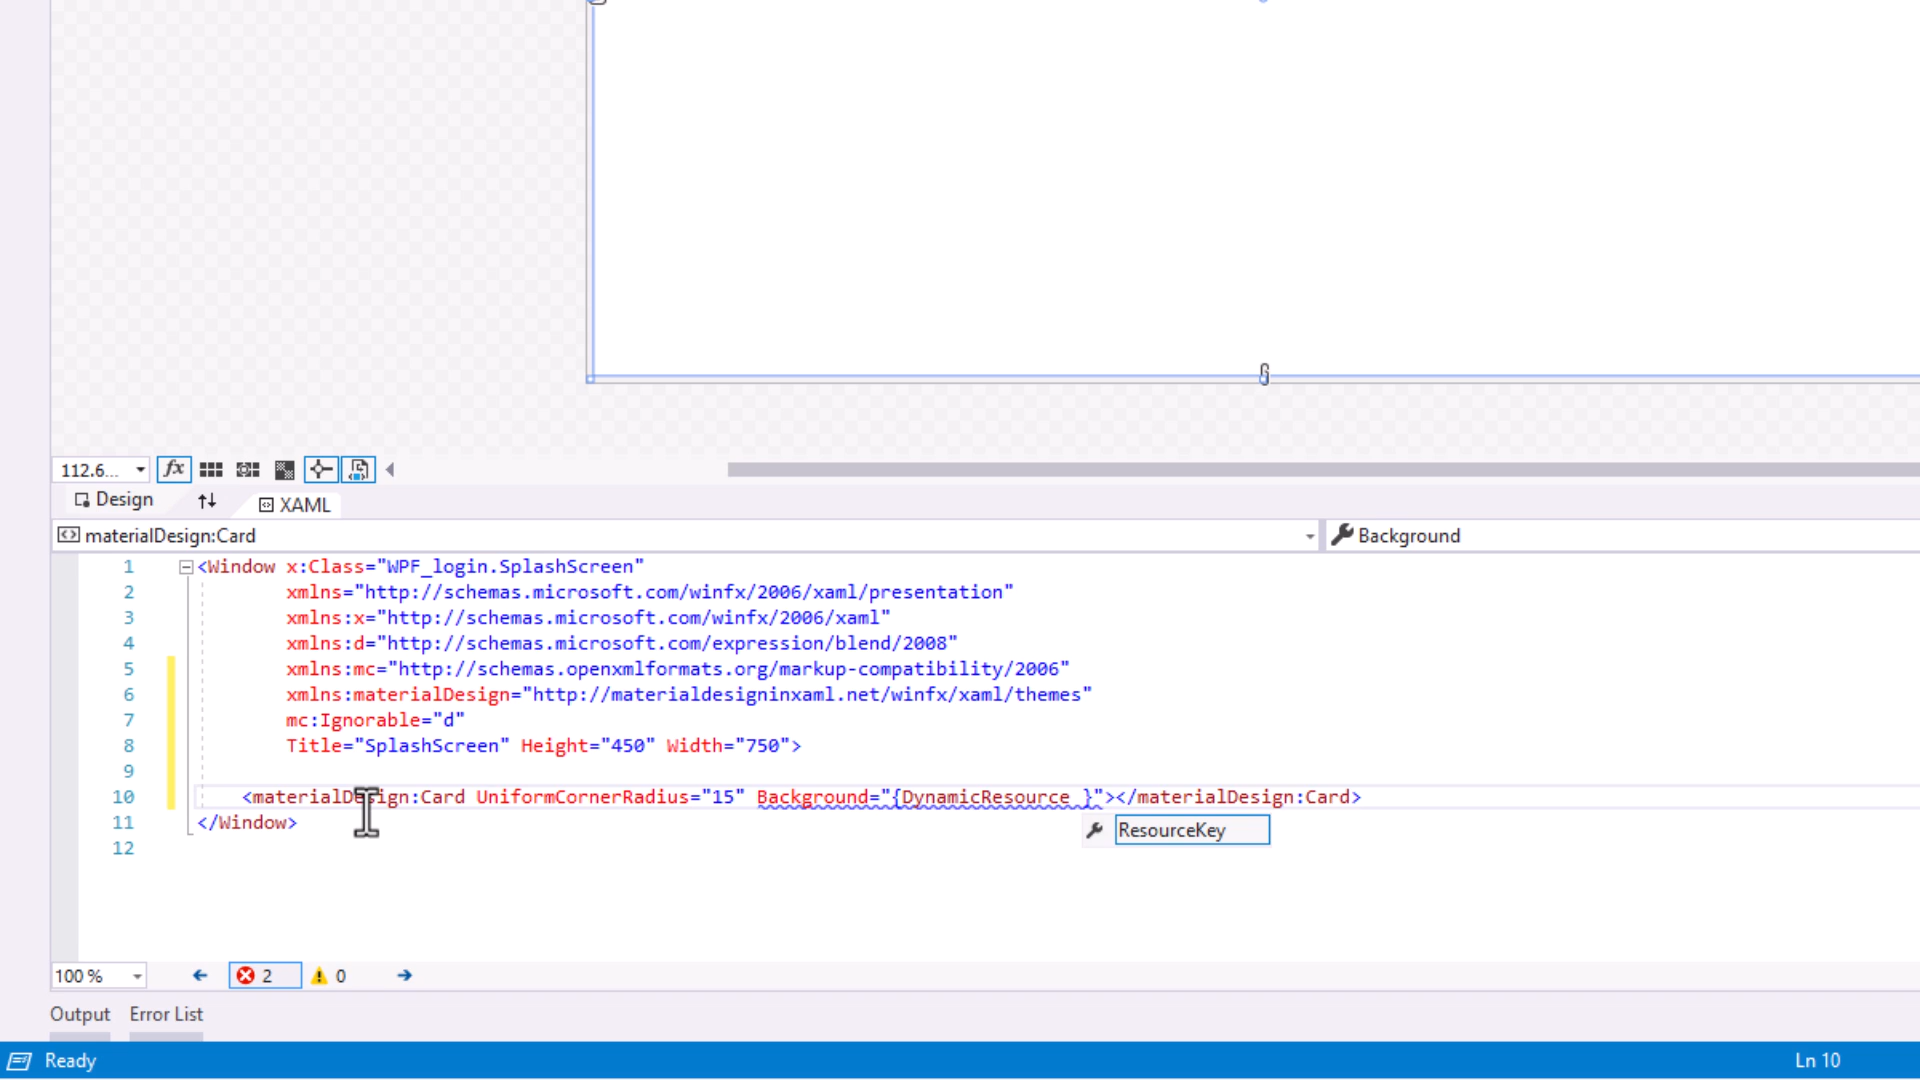 112.6...
fx
Design
XAML
materialDesign:Card
Background
1 <Window x:Class="WPF_login.SplashScreen"
2 xmlns="http://schemas.microsoft.com/winfx/2006/xaml/presentation"
3 xmlns:x="http://schemas.microsoft.com/winfx/2006/xaml"
4 xmlns:d="http://schemas.microsoft.com/expression/blend/2008"
5 xmlns:mc="http://schemas.openxmlformats.org/markup-compatibility/2006"
6 xmlns:materialDesign="http://materialdesigninxaml.net/winfx/xaml/themes"
7 mc:Ignorable="d"
8 Title="SplashScreen" Height="450" Width="750">
9
10 <materialDesign:Card UniformCornerRadius="15" Background="{DynamicResource }"></materialDesign:Card>
11 </Window>
ResourceKey
12
100 %
2
0
Output Error List
Ready
Ln 10